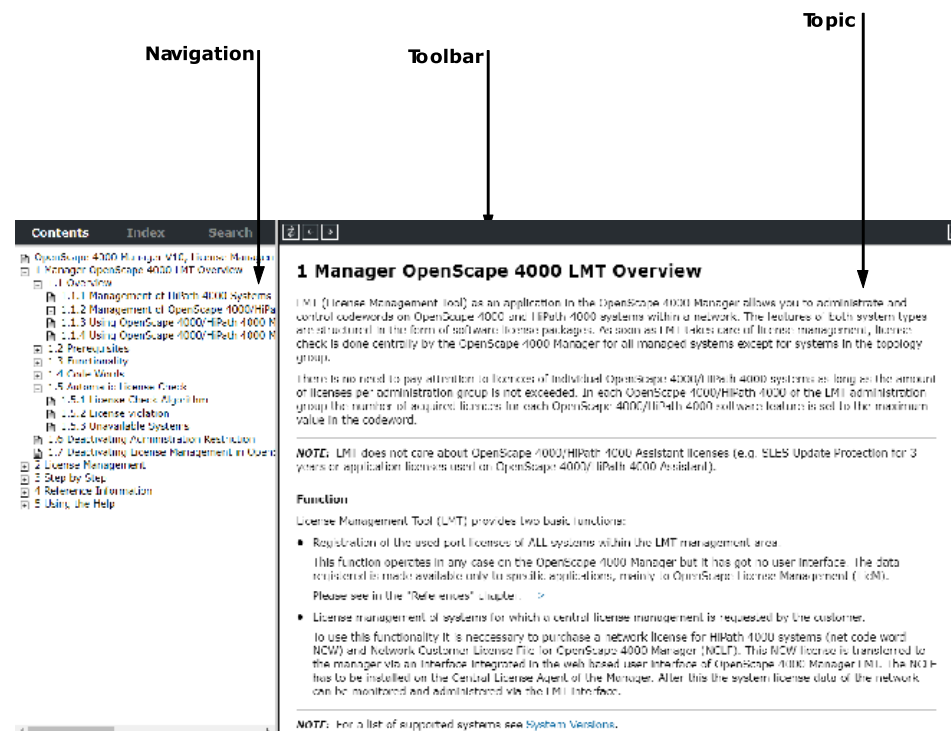 Topic
Navigation
Toolbar
Contents Index Search
OpenScape 4000 Manager V10, License Managem
1 Manager OpenScape 4000 LMT Overview
1.1 Overview
1.1.1 Management of HiPath 4000 Systems
1.1.2 Management of OpenScape 4000/HiPa
1.1.3 Using OpenScape 4000/HiPath 4000 M
1.1.4 Using OpenScape 4000/HiPath 4000 M
1.2 Prerequisites
1.3 Functionality
1.4 Code Words
1.5 Automatic License Check
1.5.1 License Check Algorithm
1.5.2 License violation
1.5.3 Unavailable Systems
1.6 Deactivating Administration Restriction
1.7 Deactivating License Management in Open
2 License Management
3 Step by Step
4 Reference Information
5 Using the Help
1 Manager OpenScape 4000 LMT Overview
LMT (License Management Tool) as an application in the OpenScape 4000 Manager allows you to administrate and
control codewords on OpenScape 4000 and HiPath 4000 systems within a network. The features of both system types
are structured in the form of software license packages. As soon as LMT takes care of license management, license
check is done centrally by the OpenScape 4000 Manager for all managed systems except for systems in the topology
group.
There is no need to pay attention to licences of individual OpenScape 4000/HiPath 4000 systems as long as the amount
of licenses per administration group is not exceeded. In each OpenScape 4000/HiPath 4000 of the LMT administration
group the number of acquired licences for each OpenScape 4000/HiPath 4000 software feature is set to the maximum
value in the codeword.
NOTE: LMT does not care about OpenScape 4000/HiPath 4000 Assistant licenses (e.g. SLES Update Protection for 3
years or application licenses used on OpenScape 4000/HiPath 4000 Assistant).
Function
License Management Tool (LMT) provides two basic functions:
• Registration of the used port licenses of ALL systems within the LMT management area.
This function operates in any case on the OpenScape 4000 Manager but it has got no user interface. The data
registered is made available only to specific applications, mainly to OpenScape License Management (LicM).
Please see in the "References" chapter. >
• License management of systems for which a central license management is requested by the customer.
To use this functionality it is neccessary to purchase a network license for HiPath 4000 systems (net code word
NCW) and Network Customer License File for OpenScape 4000 Manager (NCLF). This NCW license is transferred to
the manager via an interface integrated in the web based user interface of OpenScape 4000 Manager LMT. The NCLF
has to be installed on the Central License Agent of the Manager. After this the system license data of the network
can be monitored and administered via the LMT interface.
NOTE: For a list of supported systems see System Versions.